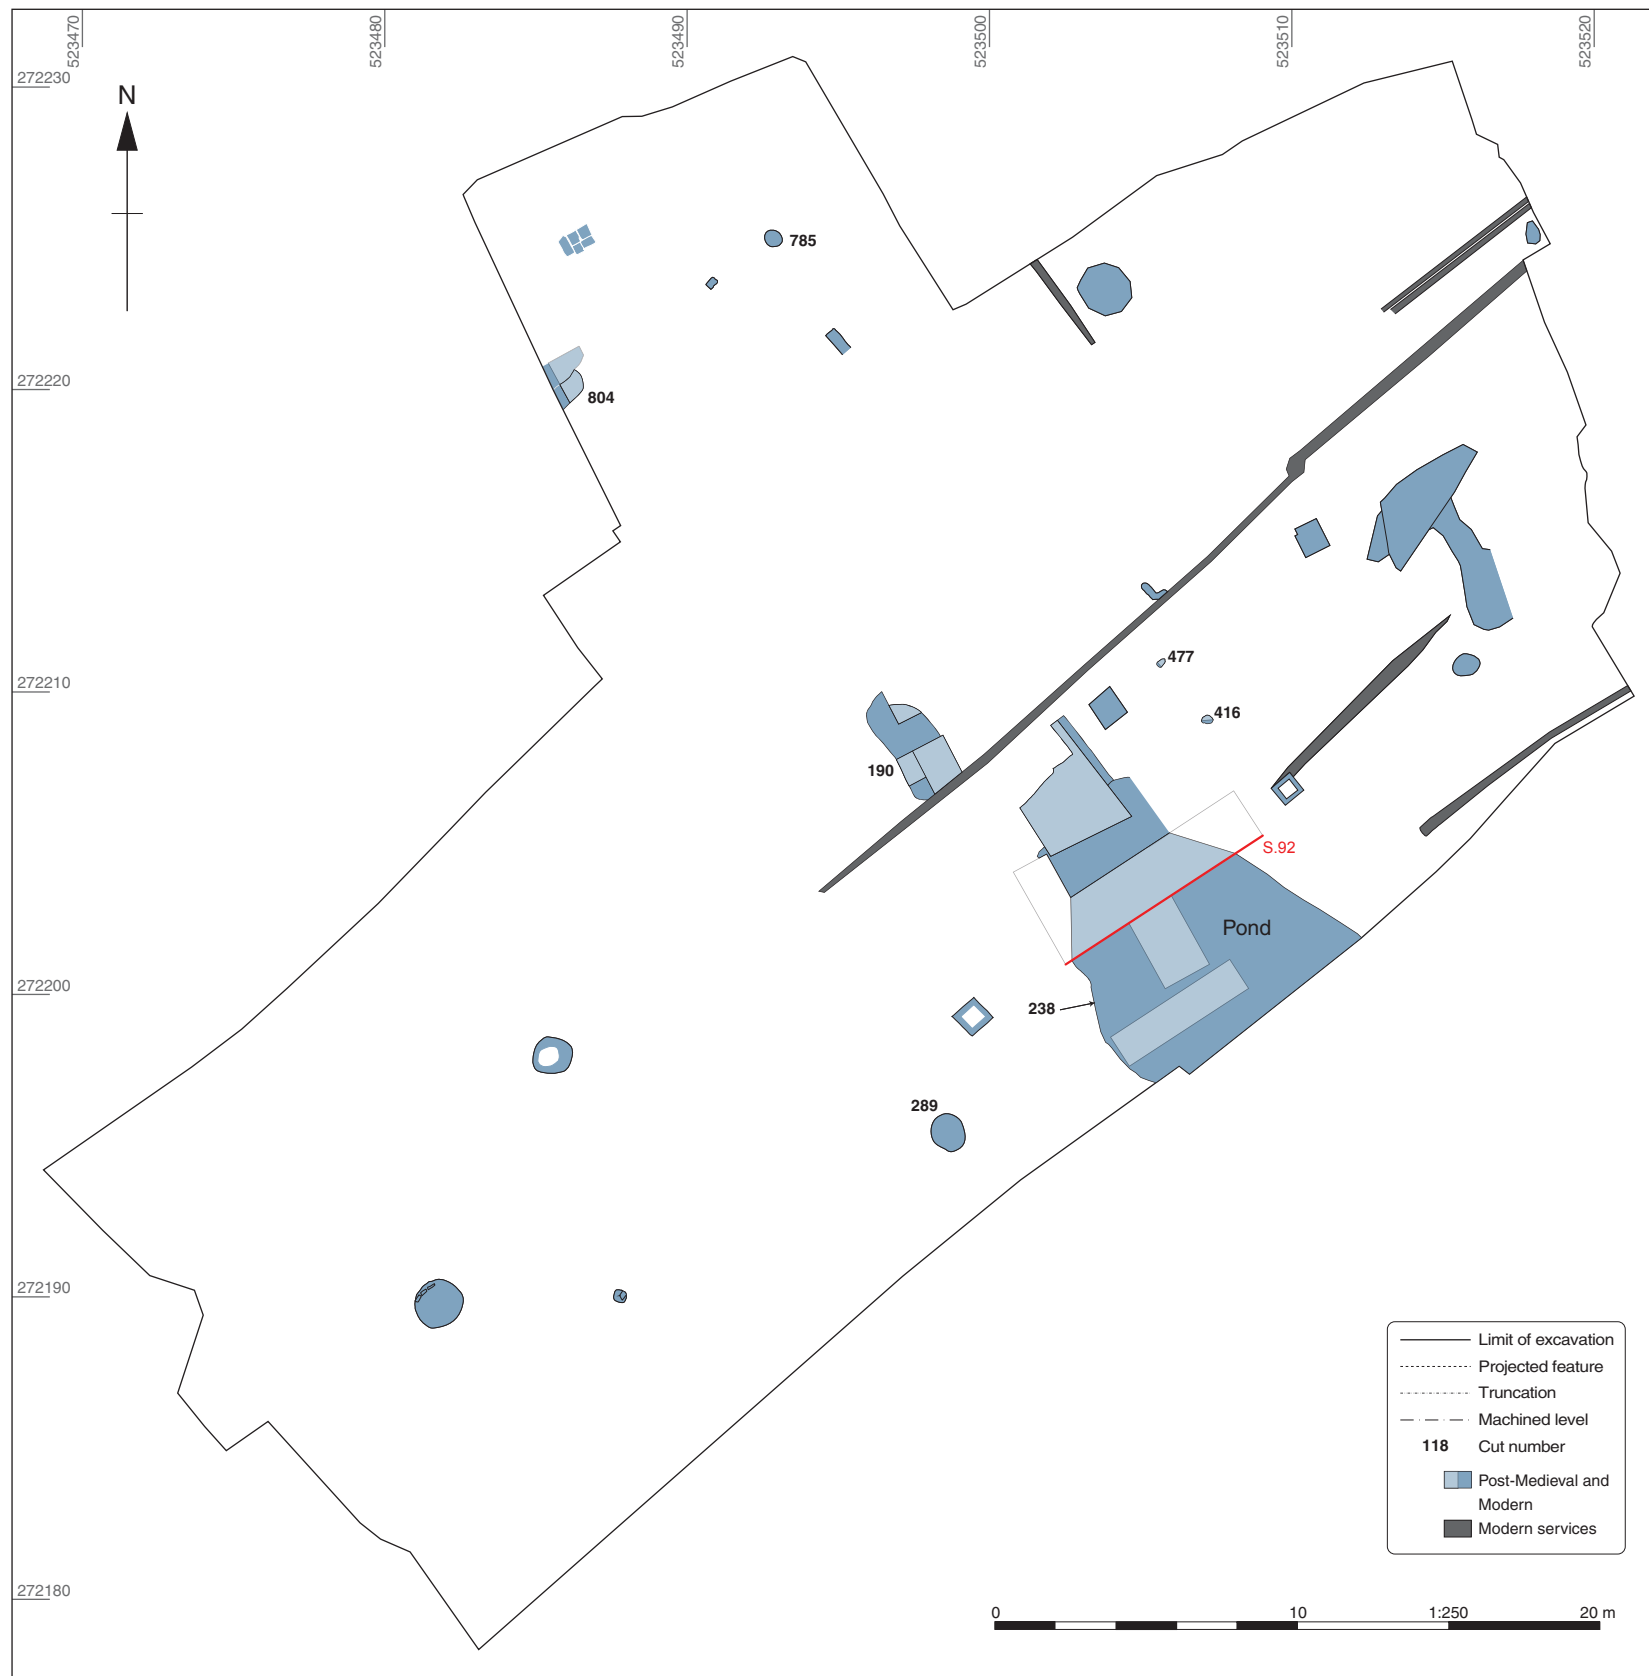 523470
523480
523490
523500
523510
523520
272230
N
785
272220
804
477
272210
416
190
S.92
Pond
272200
238
289
272190
Limit of excavation
Projected feature
Truncation
Machined level
118 Cut number
Post-Medieval and
Modern
Modern services
272180
0 10 1:250 20 m